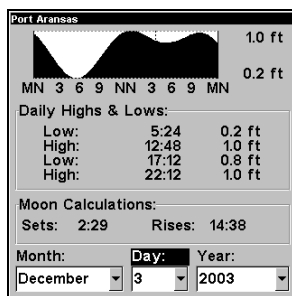 Port Aransas
1.0 ft
0.2 ft
MN 3 6 9 NN 3 6 9 MN
Daily Highs & Lows:
Low: 5:24 0.2 ft
High: 12:48 1.0 ft
Low: 17:12 0.8 ft
High: 22:12 1.0 ft
Moon Calculations:
Sets: 2:29 Rises: 14:38
Month: Day: Year:
December 3 2003